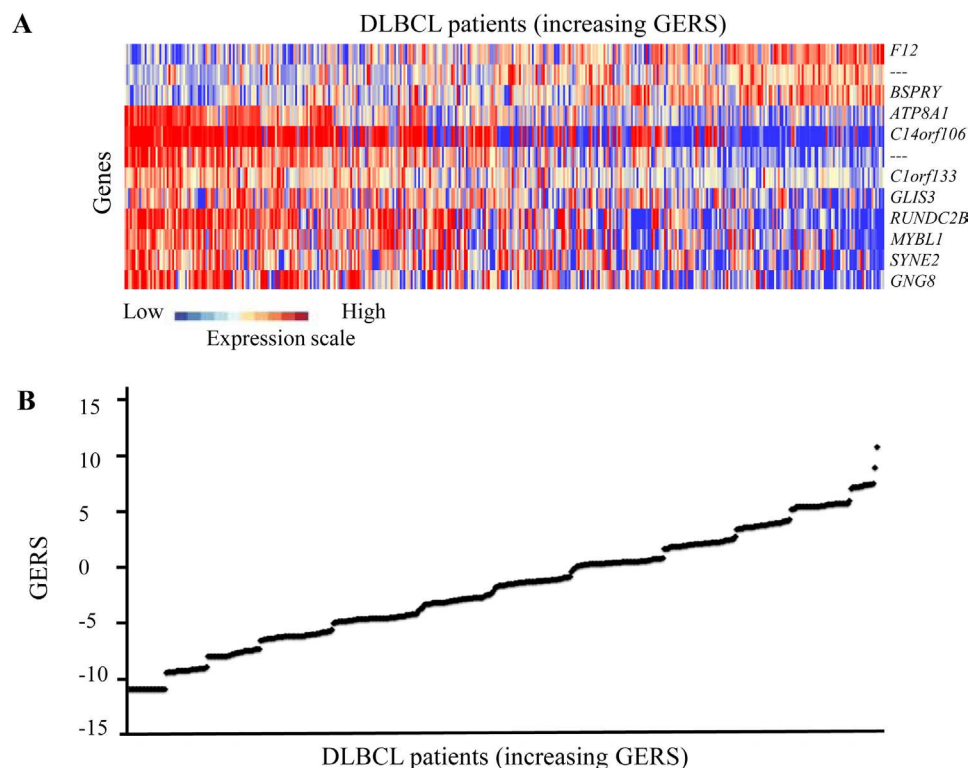 A
DLBCL patients (increasing GERS)
Genes
F12
---
BSPRY
ATP8A1
C14orf106
---
C1orf133
GLIS3
RUNDC2B
MYBL1
SYNE2
GNG8
Low High
Expression scale
B
GERS
15
10
5
0
-5
-10
-15
DLBCL patients (increasing GERS)